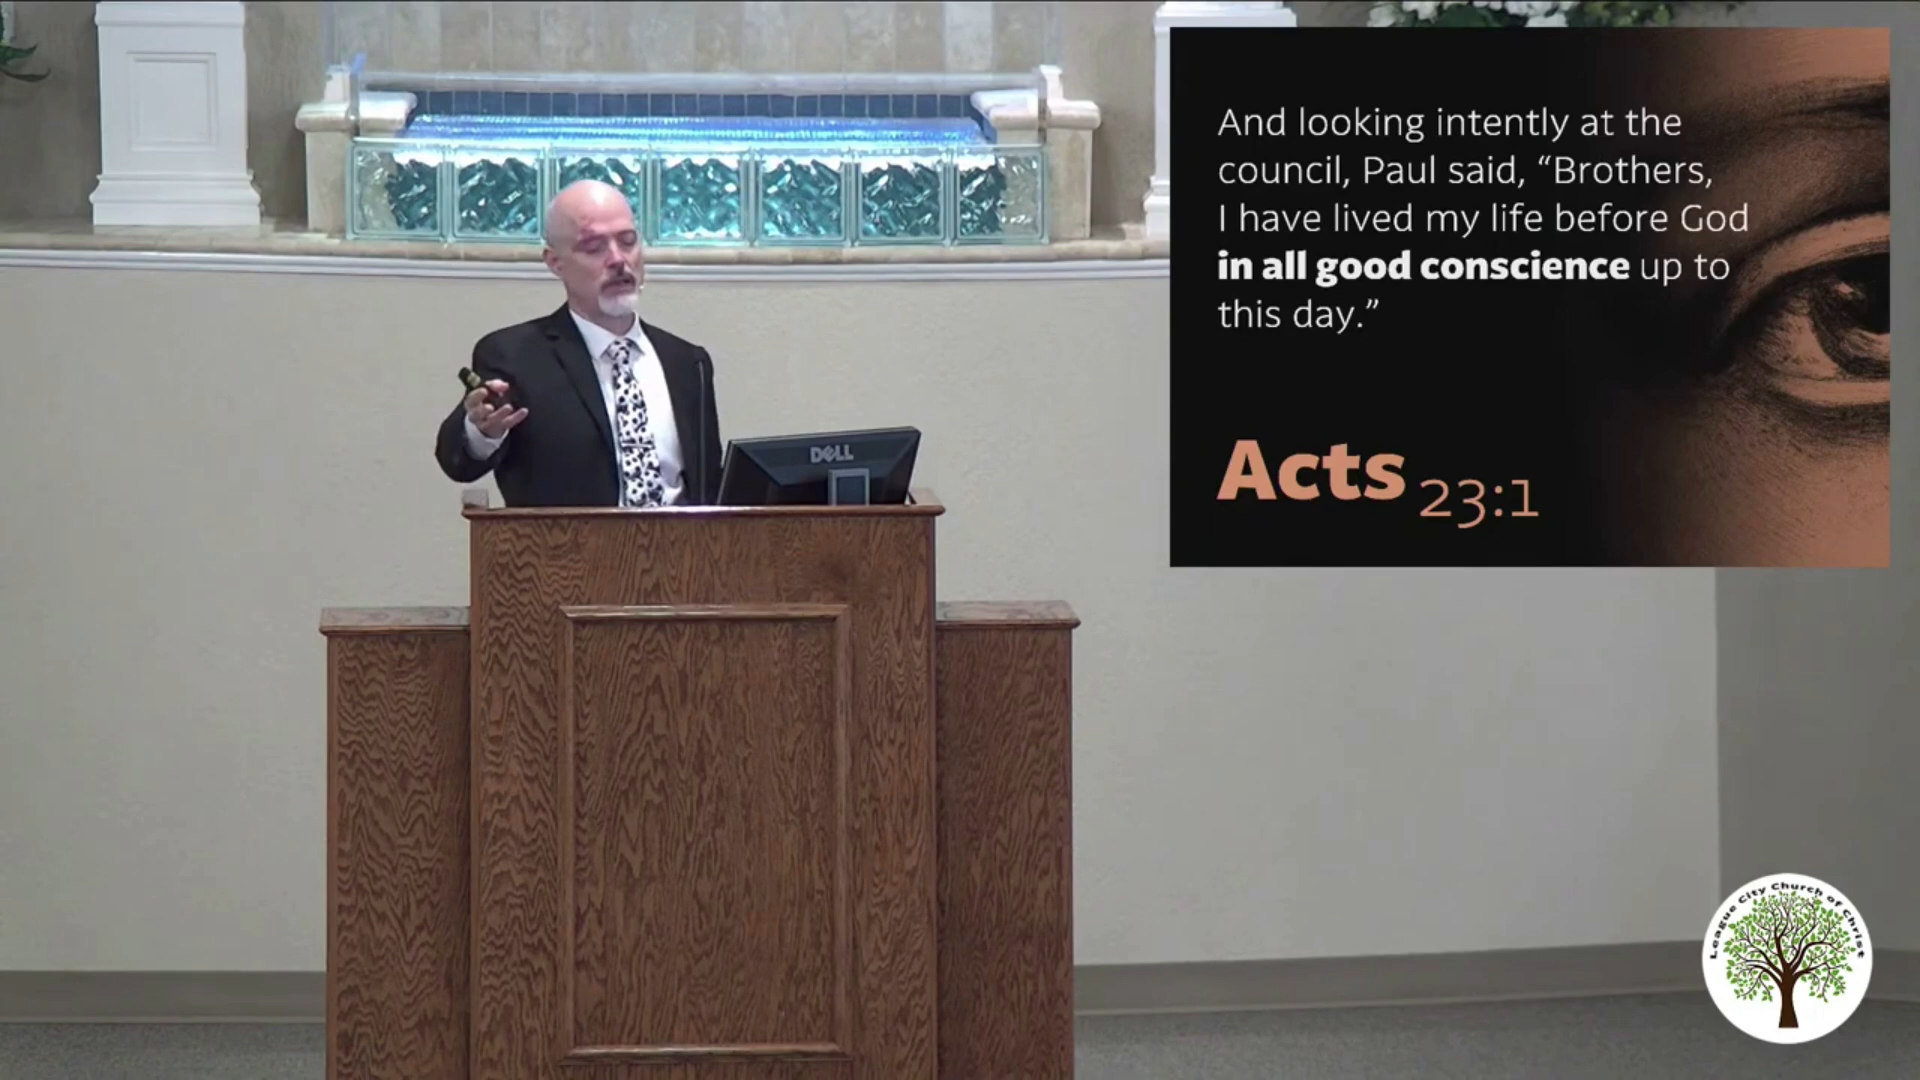 And looking intently at the
council, Paul said, “Brothers,
I have lived my life before God
in all good conscience up to
this day.”
Acts 23:1
DELL
League City Church of Christ